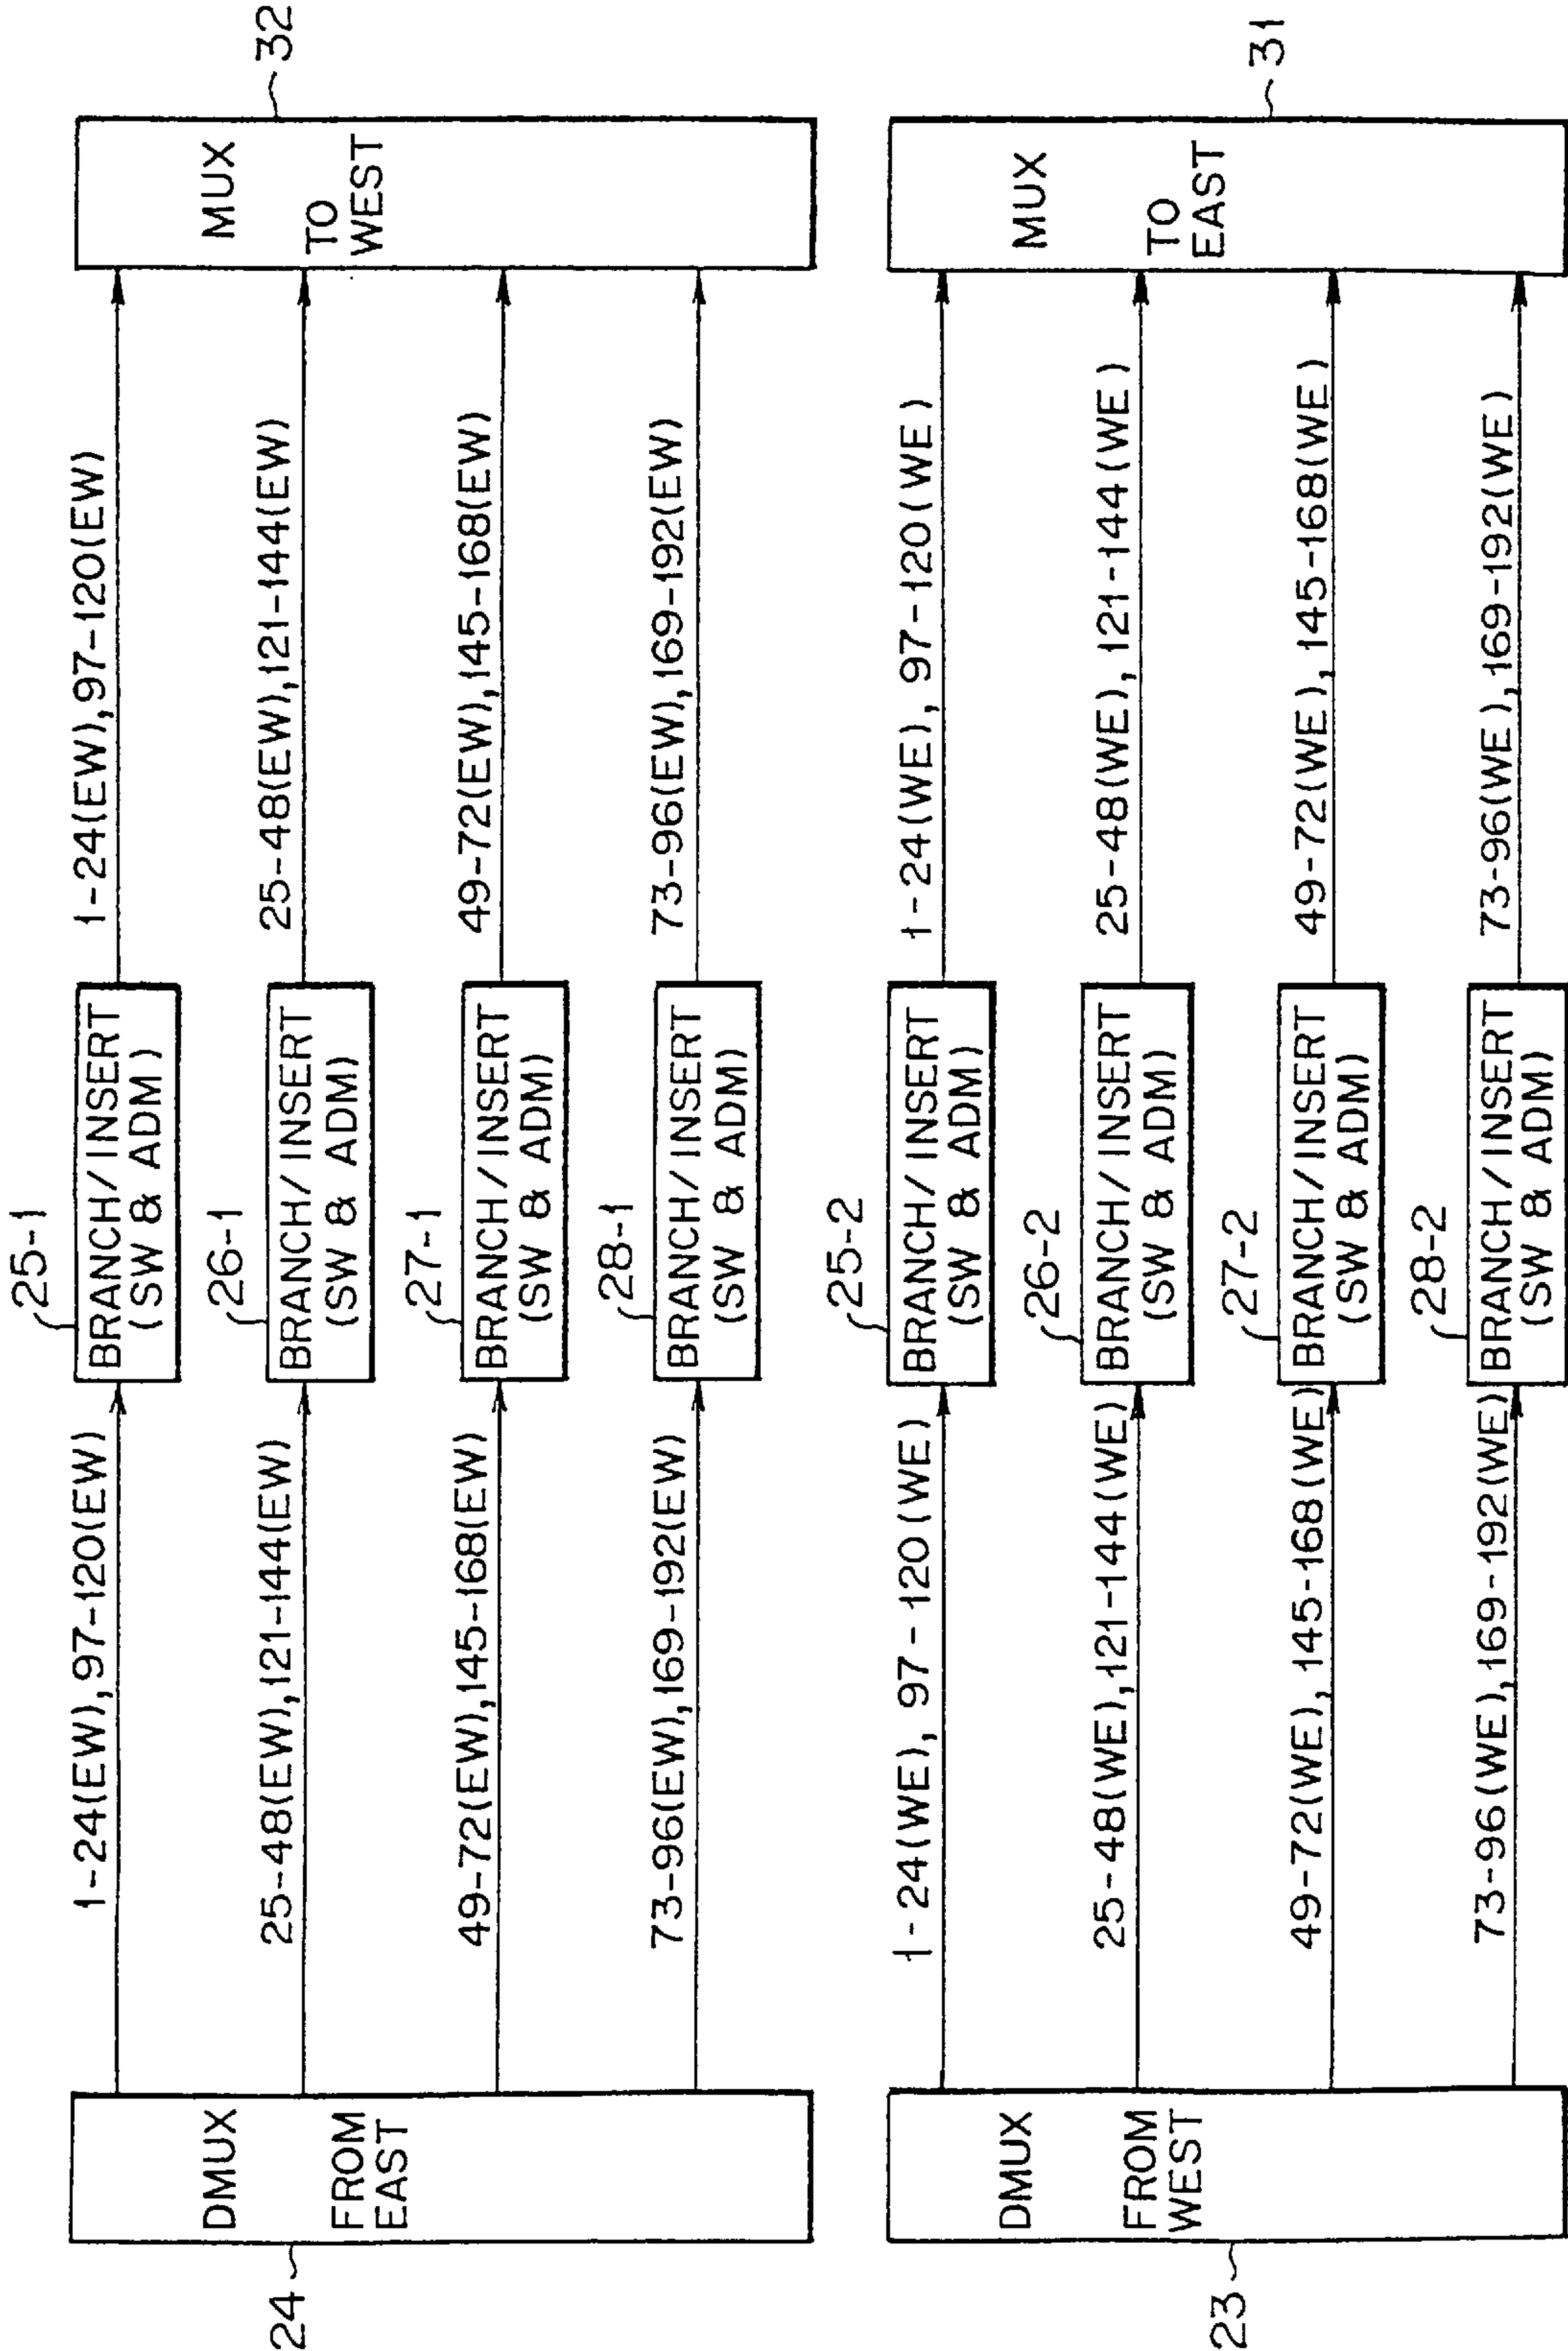 24
DMUX
FROM
EAST
1-24(EW),97-120(EW)
25-48(EW),121-144(EW)
49-72(EW),145-168(EW)
73-96(EW),169-192(EW)
25-1
BRANCH/INSERT
(SW & ADM)
26-1
BRANCH/INSERT
(SW & ADM)
27-1
BRANCH/INSERT
(SW & ADM)
28-1
BRANCH/INSERT
(SW & ADM)
1-24(EW),97-120(EW)
25-48(EW),121-144(EW)
49-72(EW),145-168(EW)
73-96(EW),169-192(EW)
MUX
TO
WEST
32
23
DMUX
FROM
WEST
1-24(WE), 97-120(WE)
25-48(WE),121-144(WE)
49-72(WE),145-168(WE)
73-96(WE),169-192(WE)
25-2
BRANCH/INSERT
(SW & ADM)
26-2
BRANCH/INSERT
(SW & ADM)
27-2
BRANCH/INSERT
(SW & ADM)
28-2
BRANCH/INSERT
(SW & ADM)
1-24(WE), 97-120(WE)
25-48(WE), 121-144(WE)
49-72(WE), 145-168(WE)
73-96(WE),169-192(WE)
MUX
TO
EAST
31